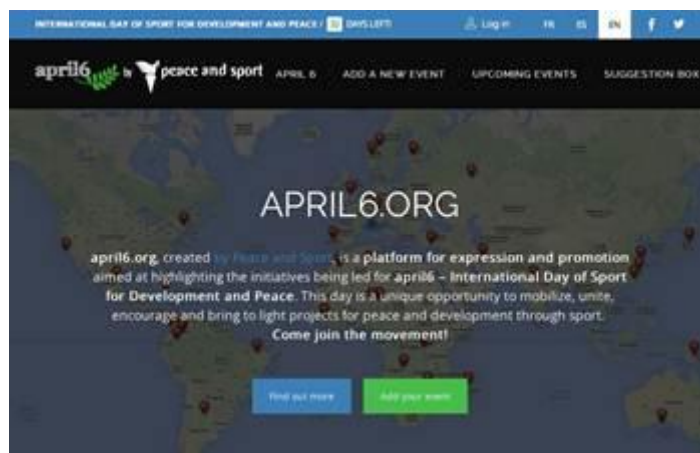 INTERNATIONAL DAY OF SPORT FOR DEVELOPMENT AND PEACE / DAYS LEFT!
Log in FR ES EN
april6 by peace and sport APRIL 6 ADD A NEW EVENT UPCOMING EVENTS SUGGESTION BOX
APRIL6.ORG
april6.org, created by Peace and Sport, is a platform for expression and promotion
aimed at highlighting the initiatives being led for april6 – International Day of Sport
for Development and Peace. This day is a unique opportunity to mobilize, unite,
encourage and bring to light projects for peace and development through sport.
Come join the movement!
Find out more Add your event